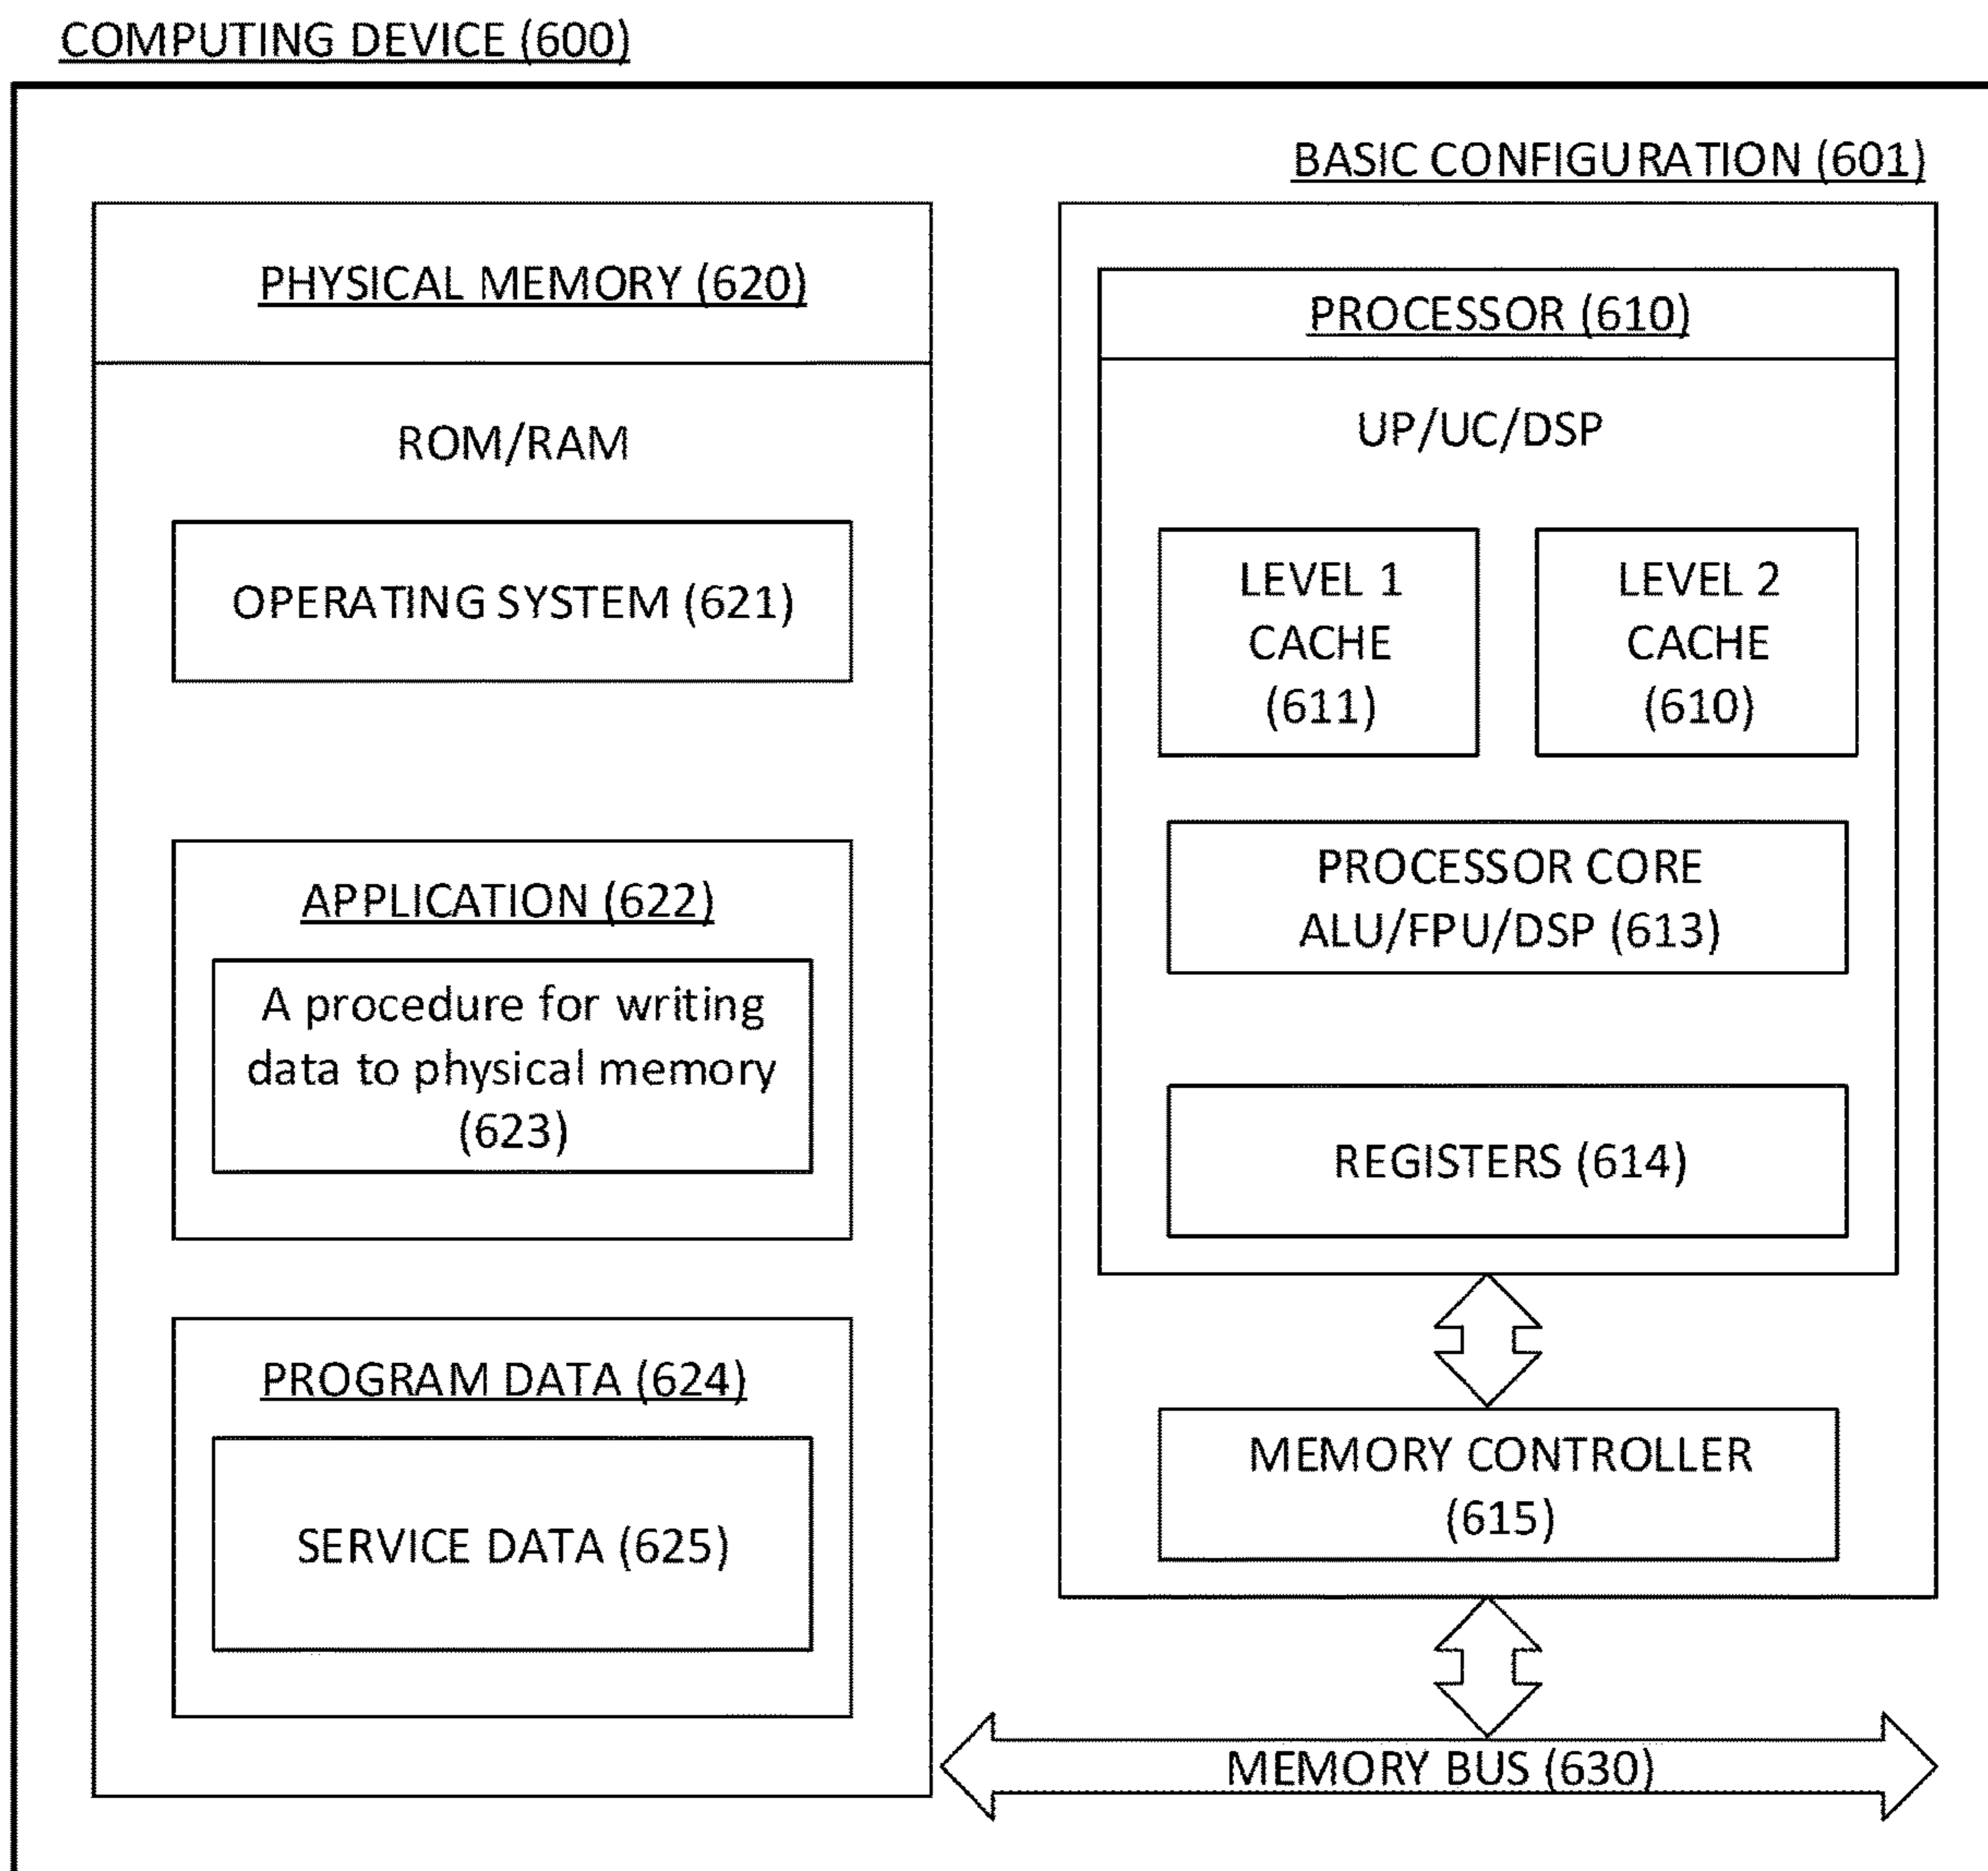 COMPUTING DEVICE (600)
PHYSICAL MEMORY (620)
ROM/RAM
OPERATING SYSTEM (621)
APPLICATION (622)
A procedure for writing
data to physical memory
(623)
PROGRAM DATA (624)
SERVICE DATA (625)
BASIC CONFIGURATION (601)
PROCESSOR (610)
UP/UC/DSP
LEVEL 1
CACHE
(611)
LEVEL 2
CACHE
(610)
PROCESSOR CORE
ALU/FPU/DSP (613)
REGISTERS (614)
MEMORY CONTROLLER
(615)
MEMORY BUS (630)